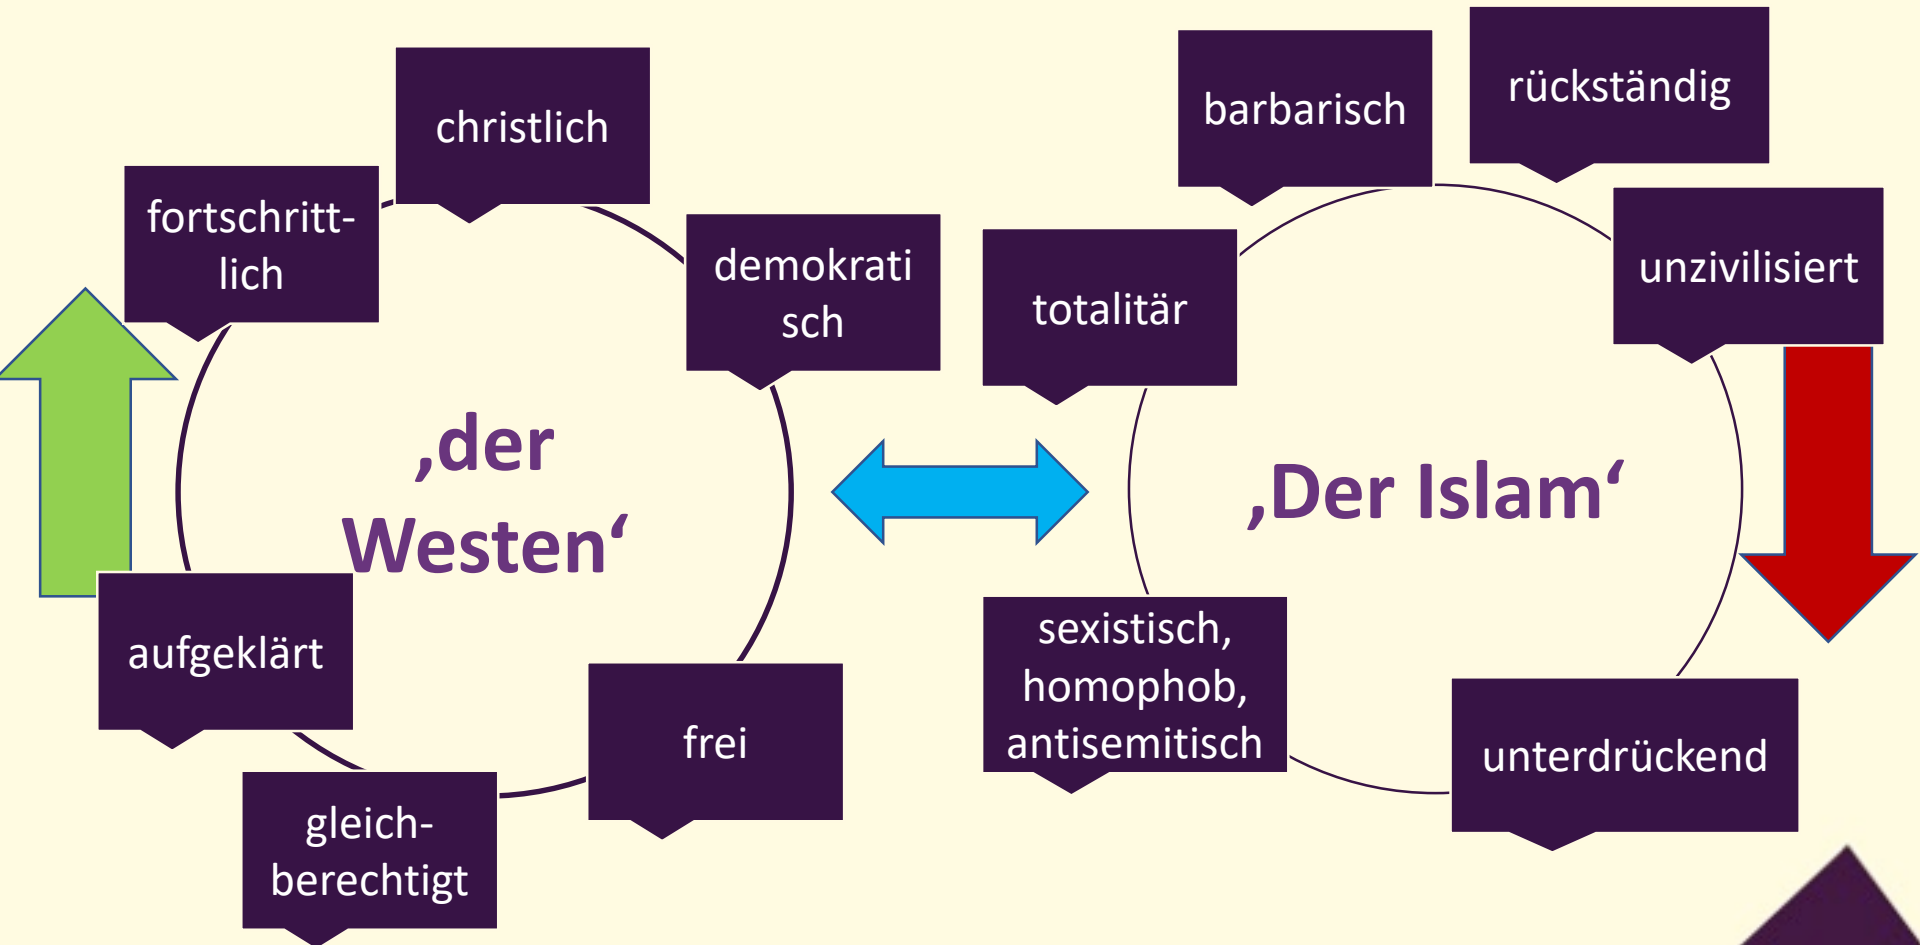 christlich
fortschritt-
lich
demokrati
sch
‚der
Westen‘
aufgeklärt
frei
gleich-
berechtigt
barbarisch
rückständig
unzivilisiert
totalitär
‚Der Islam‘
sexistisch,
homophob,
antisemitisch
unterdrückend